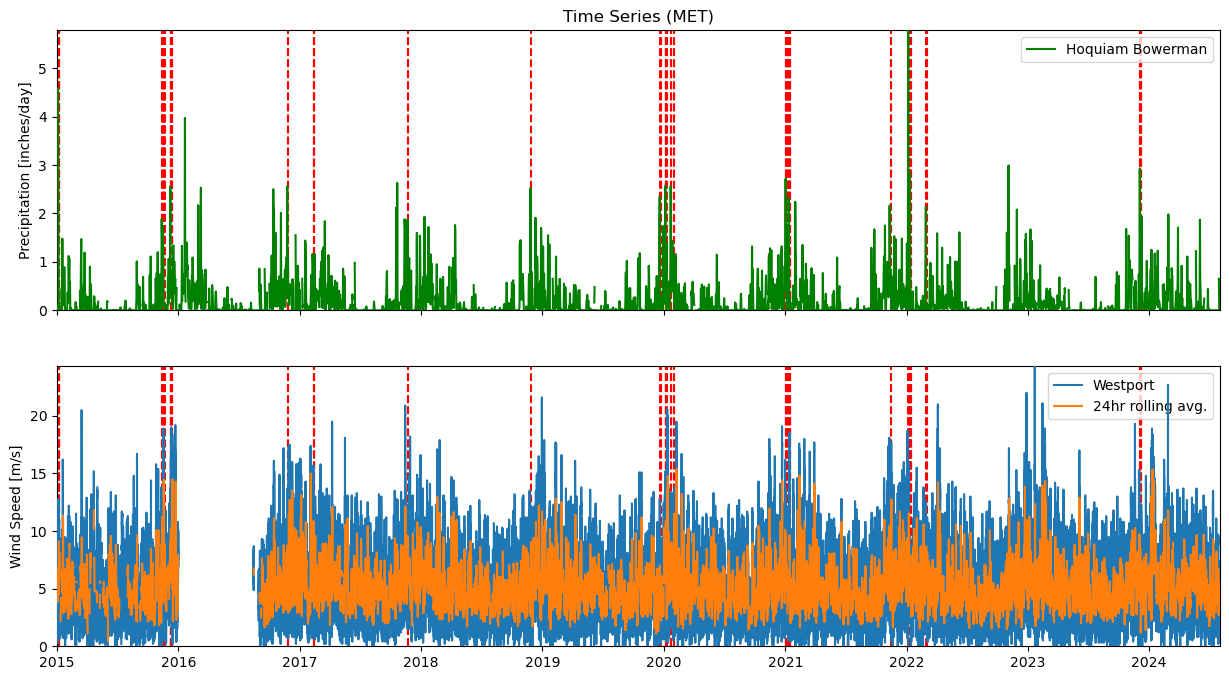 Time Series (MET)
Precipitation [inches/day]
5
4
3
2
1
0
Hoquiam Bowerman
Wind Speed [m/s]
20
15
10
5
0
Westport
24hr rolling avg.
2015 2016 2017 2018 2019 2020 2021 2022 2023 2024